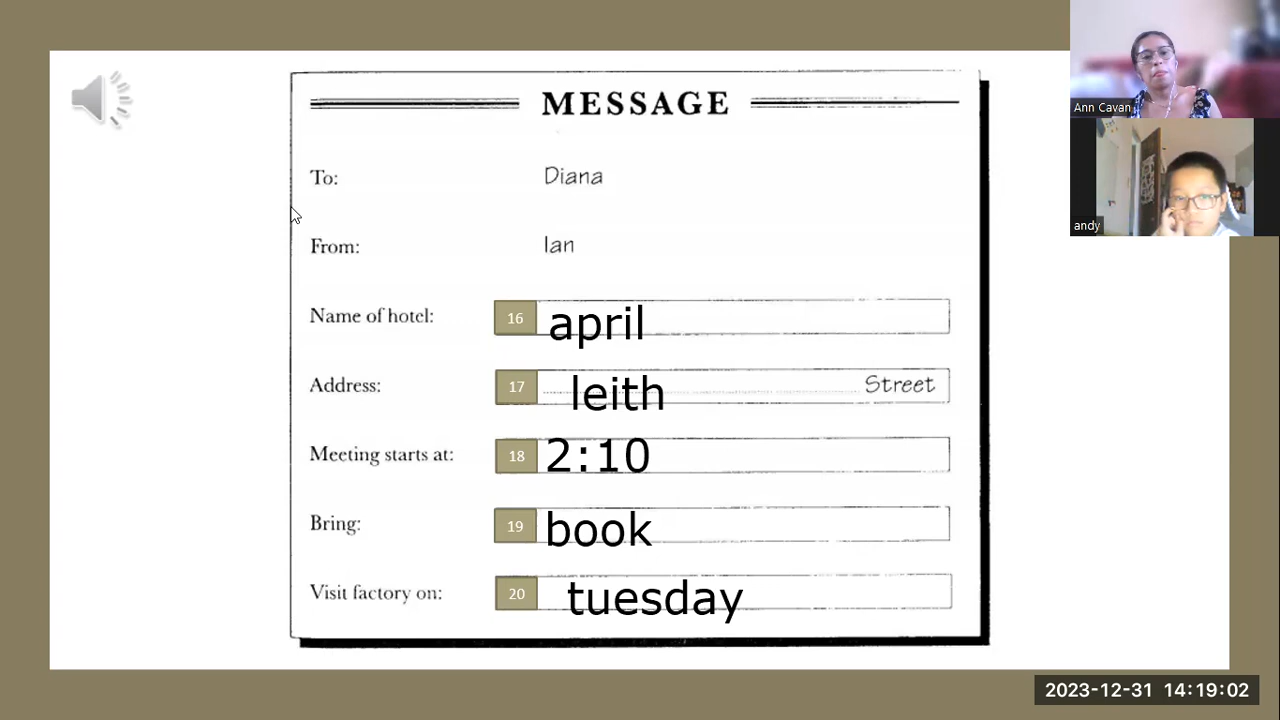 MESSAGE
To: Diana
From: Ian
Name of hotel: 16 april
Address: 17 leith Street
Meeting starts at: 18 2:10
Bring: 19 book
Visit factory on: 20 tuesday
Ann Cavan
andy
2023-12-31 14:19:02